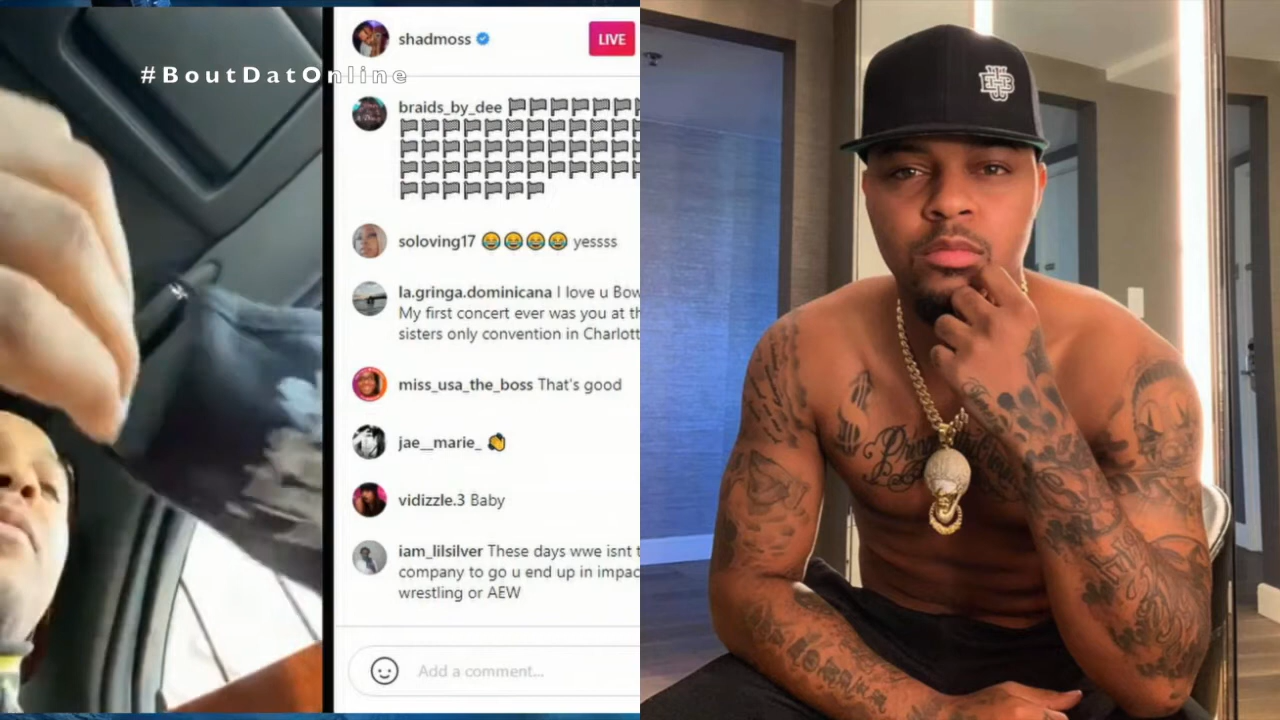 #BoutDatOnline
shadmoss
LIVE
braids_by_dee
soloving17 😂😂😂😂 yessss
la.gringa.dominicana I love u Bow
My first concert ever was you at th
sisters only convention in Charlott
miss_usa_the_boss That's good
jae__marie_ 👏
vidizzle.3 Baby
iam_lilsilver These days wwe isnt t
company to go u end up in impac
wrestling or AEW
Add a comment...